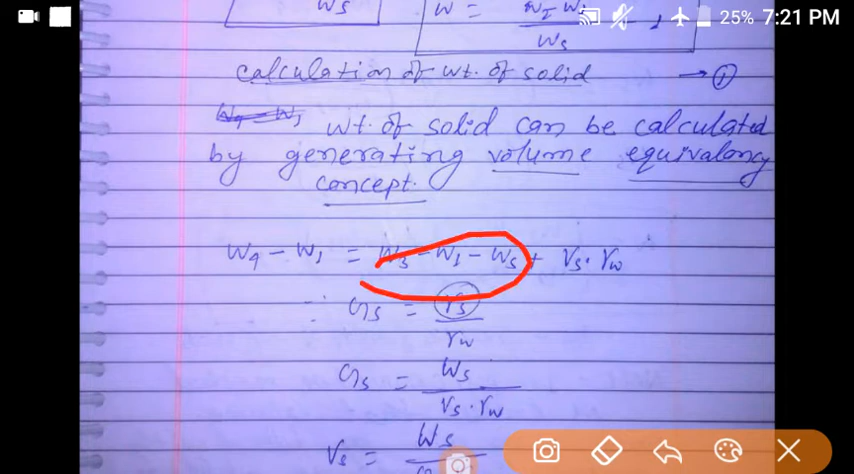 25% 7:21 PM
Ws
W =
Ws
calculation of wt. of solid → ①
wt. of solid can be calculated
by generating volume equivalency
concept.
W4 - W1 = W3 - W1 - Ws + Vs. γw
∵ Gs = γs
γw
Gs = Ws
Vs. γw
Vs = Ws